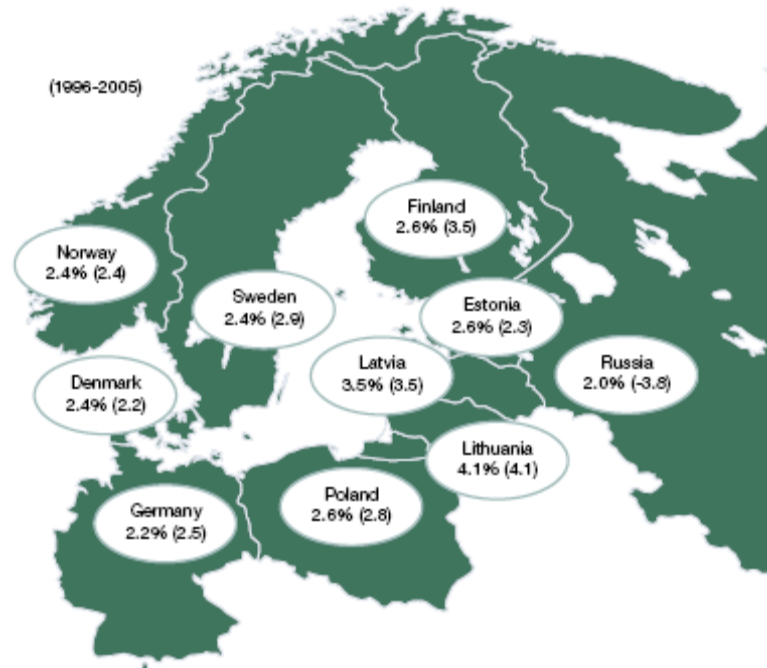 (1996-2005)
Finland
2.6% (3.5)
Norway
2.4% (2.4)
Sweden
2.4% (2.9)
Estonia
2.6% (2.3)
Latvia
3.5% (3.5)
Russia
2.0% (-3.8)
Denmark
2.4% (2.2)
Lithuania
4.1% (4.1)
Poland
2.6% (2.8)
Germany
2.2% (2.5)